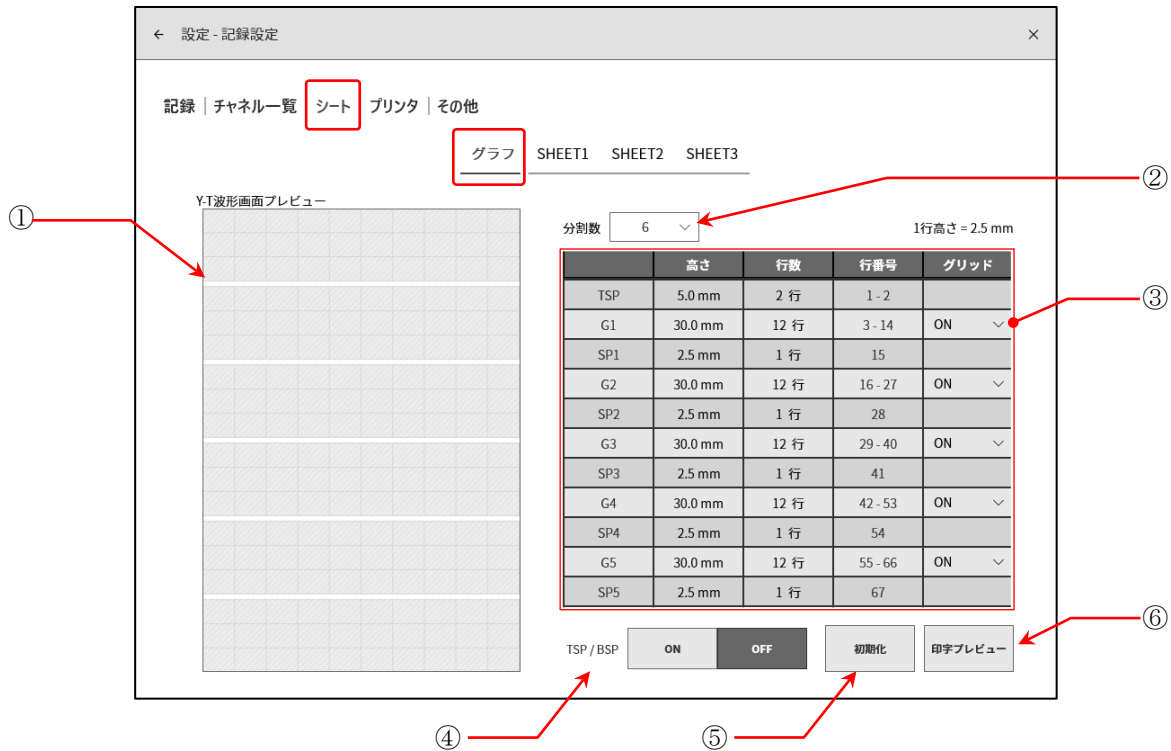 ← 設定 - 記録設定 ×
記録 | チャネル一覧 シート プリンタ | その他
グラフ SHEET1 SHEET2 SHEET3
②
Y-T波形画面プレビュー
①
分割数 6 1行高さ = 2.5 mm
高さ 行数 行番号 グリッド
TSP 5.0 mm 2 行 1 - 2
③
G1 30.0 mm 12 行 3 - 14 ON
SP1 2.5 mm 1 行 15
G2 30.0 mm 12 行 16 - 27 ON
SP2 2.5 mm 1 行 28
G3 30.0 mm 12 行 29 - 40 ON
SP3 2.5 mm 1 行 41
G4 30.0 mm 12 行 42 - 53 ON
SP4 2.5 mm 1 行 54
G5 30.0 mm 12 行 55 - 66 ON
SP5 2.5 mm 1 行 67
⑥
TSP / BSP ON OFF 初期化 印字プレビュー
④ ⑤